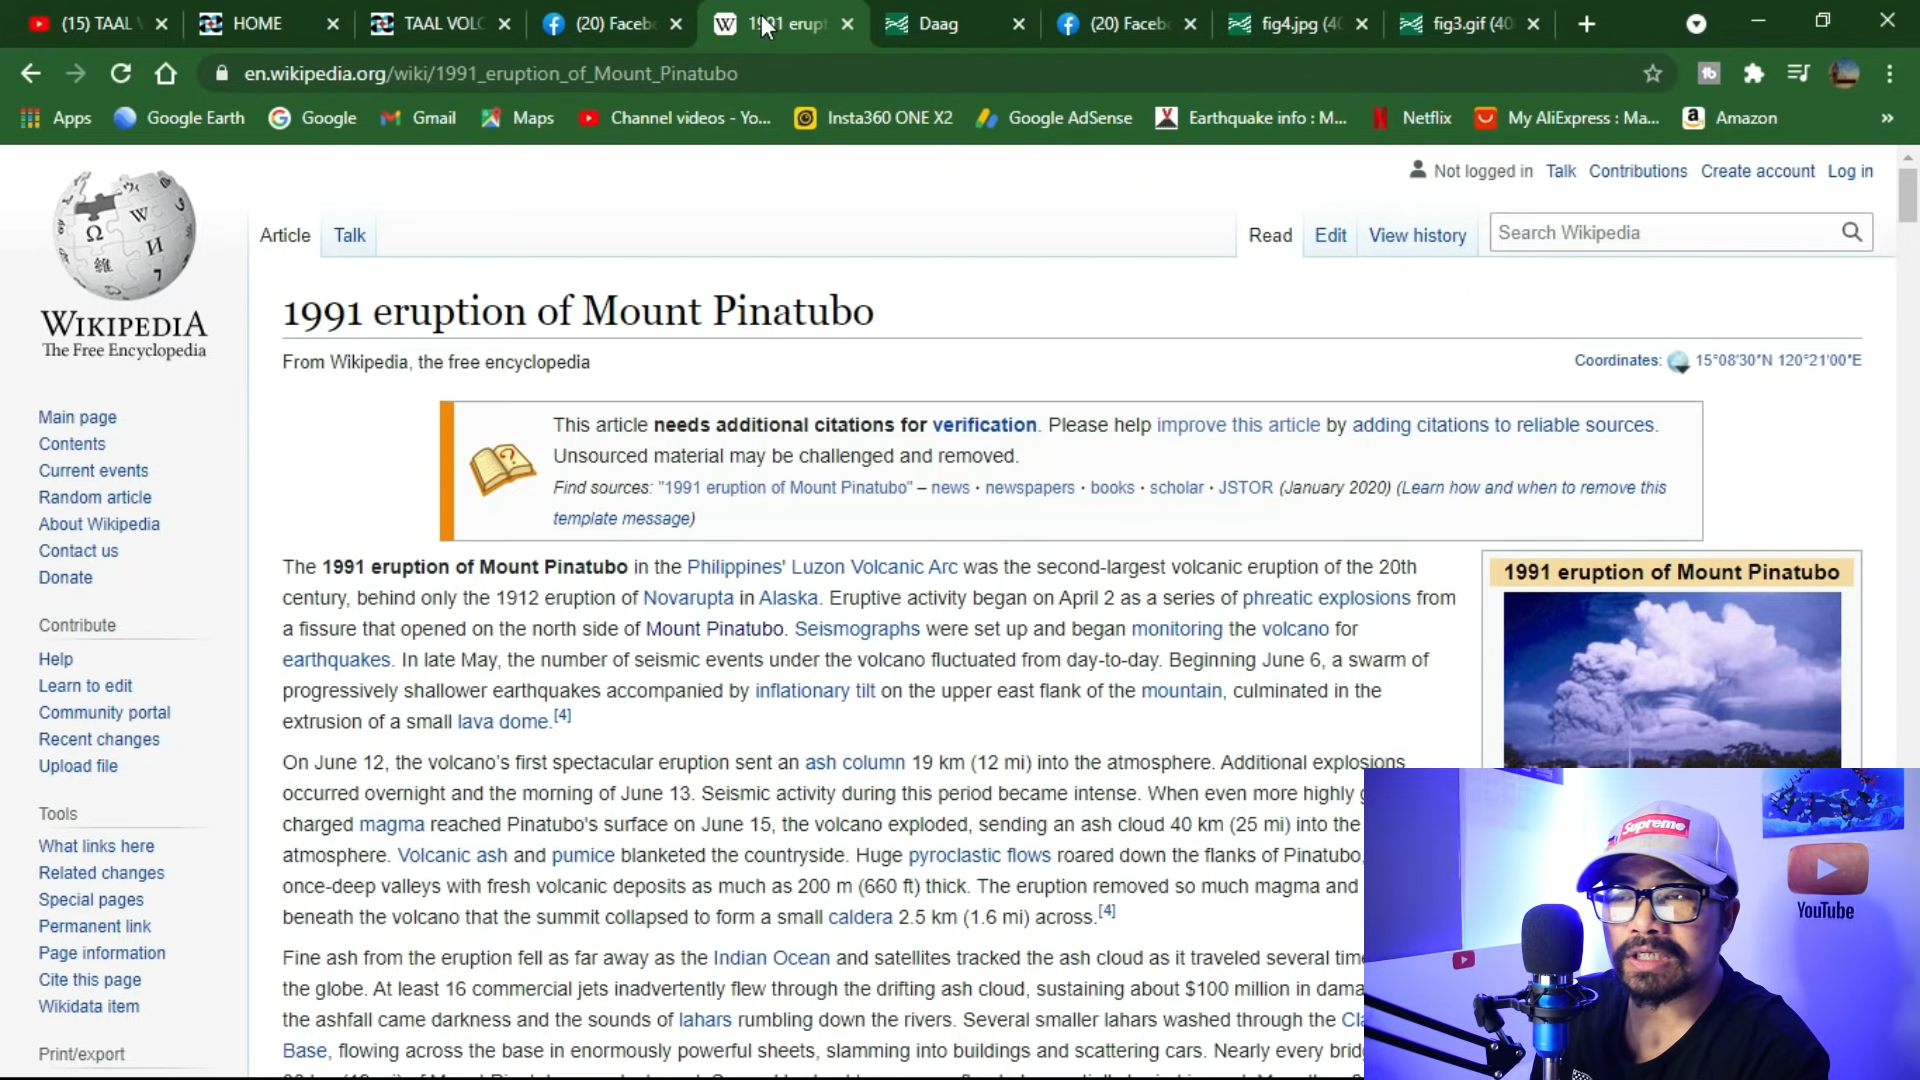 (15) TAAL
HOME
TAAL VOLC
(20) Faceb
1991 erupt
Daag
(20) Faceb
fig4.jpg (40
fig3.gif (40
en.wikipedia.org/wiki/1991_eruption_of_Mount_Pinatubo
Apps Google Earth Google Gmail Maps Channel videos - Yo... Insta360 ONE X2 Google AdSense Earthquake info : M... Netflix My AliExpress : Ma... Amazon »
Not logged in Talk Contributions Create account Log in
Article Talk Read Edit View history Search Wikipedia
WIKIPEDIA
The Free Encyclopedia
Main page
Contents
Current events
Random article
About Wikipedia
Contact us
Donate
Contribute
Help
Learn to edit
Community portal
Recent changes
Upload file
Tools
What links here
Related changes
Special pages
Permanent link
Page information
Cite this page
Wikidata item
Print/export
1991 eruption of Mount Pinatubo
From Wikipedia, the free encyclopedia
Coordinates: 15°08′30″N 120°21′00″E
This article needs additional citations for verification. Please help improve this article by adding citations to reliable sources.
Unsourced material may be challenged and removed.
Find sources: "1991 eruption of Mount Pinatubo" – news · newspapers · books · scholar · JSTOR (January 2020) (Learn how and when to remove this
template message)
The 1991 eruption of Mount Pinatubo in the Philippines' Luzon Volcanic Arc was the second-largest volcanic eruption of the 20th
century, behind only the 1912 eruption of Novarupta in Alaska. Eruptive activity began on April 2 as a series of phreatic explosions from
a fissure that opened on the north side of Mount Pinatubo. Seismographs were set up and began monitoring the volcano for
earthquakes. In late May, the number of seismic events under the volcano fluctuated from day-to-day. Beginning June 6, a swarm of
progressively shallower earthquakes accompanied by inflationary tilt on the upper east flank of the mountain, culminated in the
extrusion of a small lava dome.[4]
On June 12, the volcano's first spectacular eruption sent an ash column 19 km (12 mi) into the atmosphere. Additional explosions
occurred overnight and the morning of June 13. Seismic activity during this period became intense. When even more highly g
charged magma reached Pinatubo's surface on June 15, the volcano exploded, sending an ash cloud 40 km (25 mi) into the
atmosphere. Volcanic ash and pumice blanketed the countryside. Huge pyroclastic flows roared down the flanks of Pinatubo,
once-deep valleys with fresh volcanic deposits as much as 200 m (660 ft) thick. The eruption removed so much magma and
beneath the volcano that the summit collapsed to form a small caldera 2.5 km (1.6 mi) across.[4]
Fine ash from the eruption fell as far away as the Indian Ocean and satellites tracked the ash cloud as it traveled several time
the globe. At least 16 commercial jets inadvertently flew through the drifting ash cloud, sustaining about $100 million in dama
the ashfall came darkness and the sounds of lahars rumbling down the rivers. Several smaller lahars washed through the Cl
Base, flowing across the base in enormously powerful sheets, slamming into buildings and scattering cars. Nearly every brid
1991 eruption of Mount Pinatubo
Supreme
YouTube